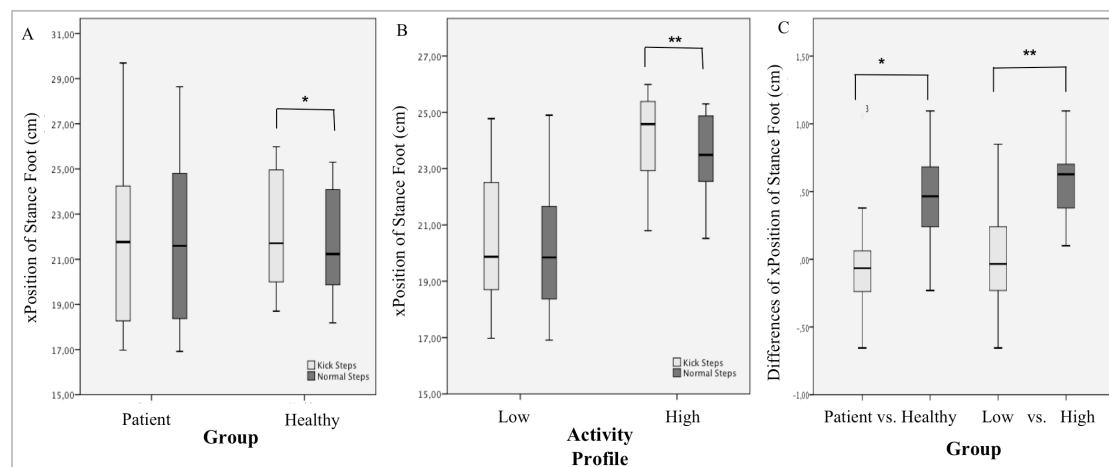 A
xPosition of Stance Foot (cm)
31,00
29,00
27,00
25,00
23,00
21,00
19,00
17,00
15,00
*
Kick Steps
Normal Steps
Patient
Healthy
Group
B
xPosition of Stance Foot (cm)
27,00
25,00
23,00
21,00
19,00
17,00
15,00
**
Kick Steps
Normal Steps
Low
High
Activity
Profile
C
Differences of xPosition of Stance Foot (cm)
1,50
1,00
,50
,00
-,50
-1,00
*
**
Patient vs. Healthy
Low vs. High
Group